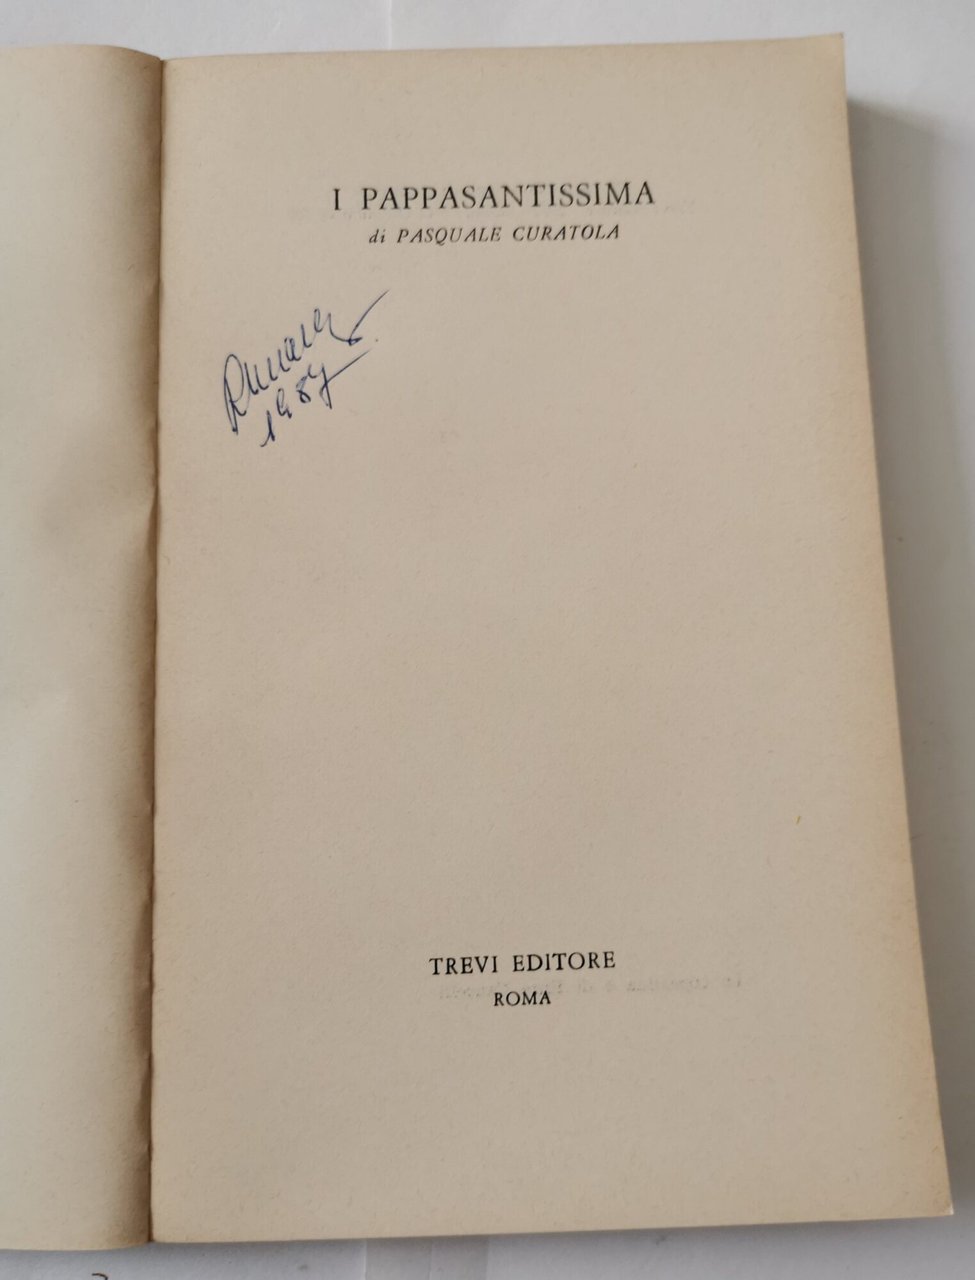 I PAPPASANTISSIMA
di PASQUALE CURATOLA
TREVI EDITORE
ROMA